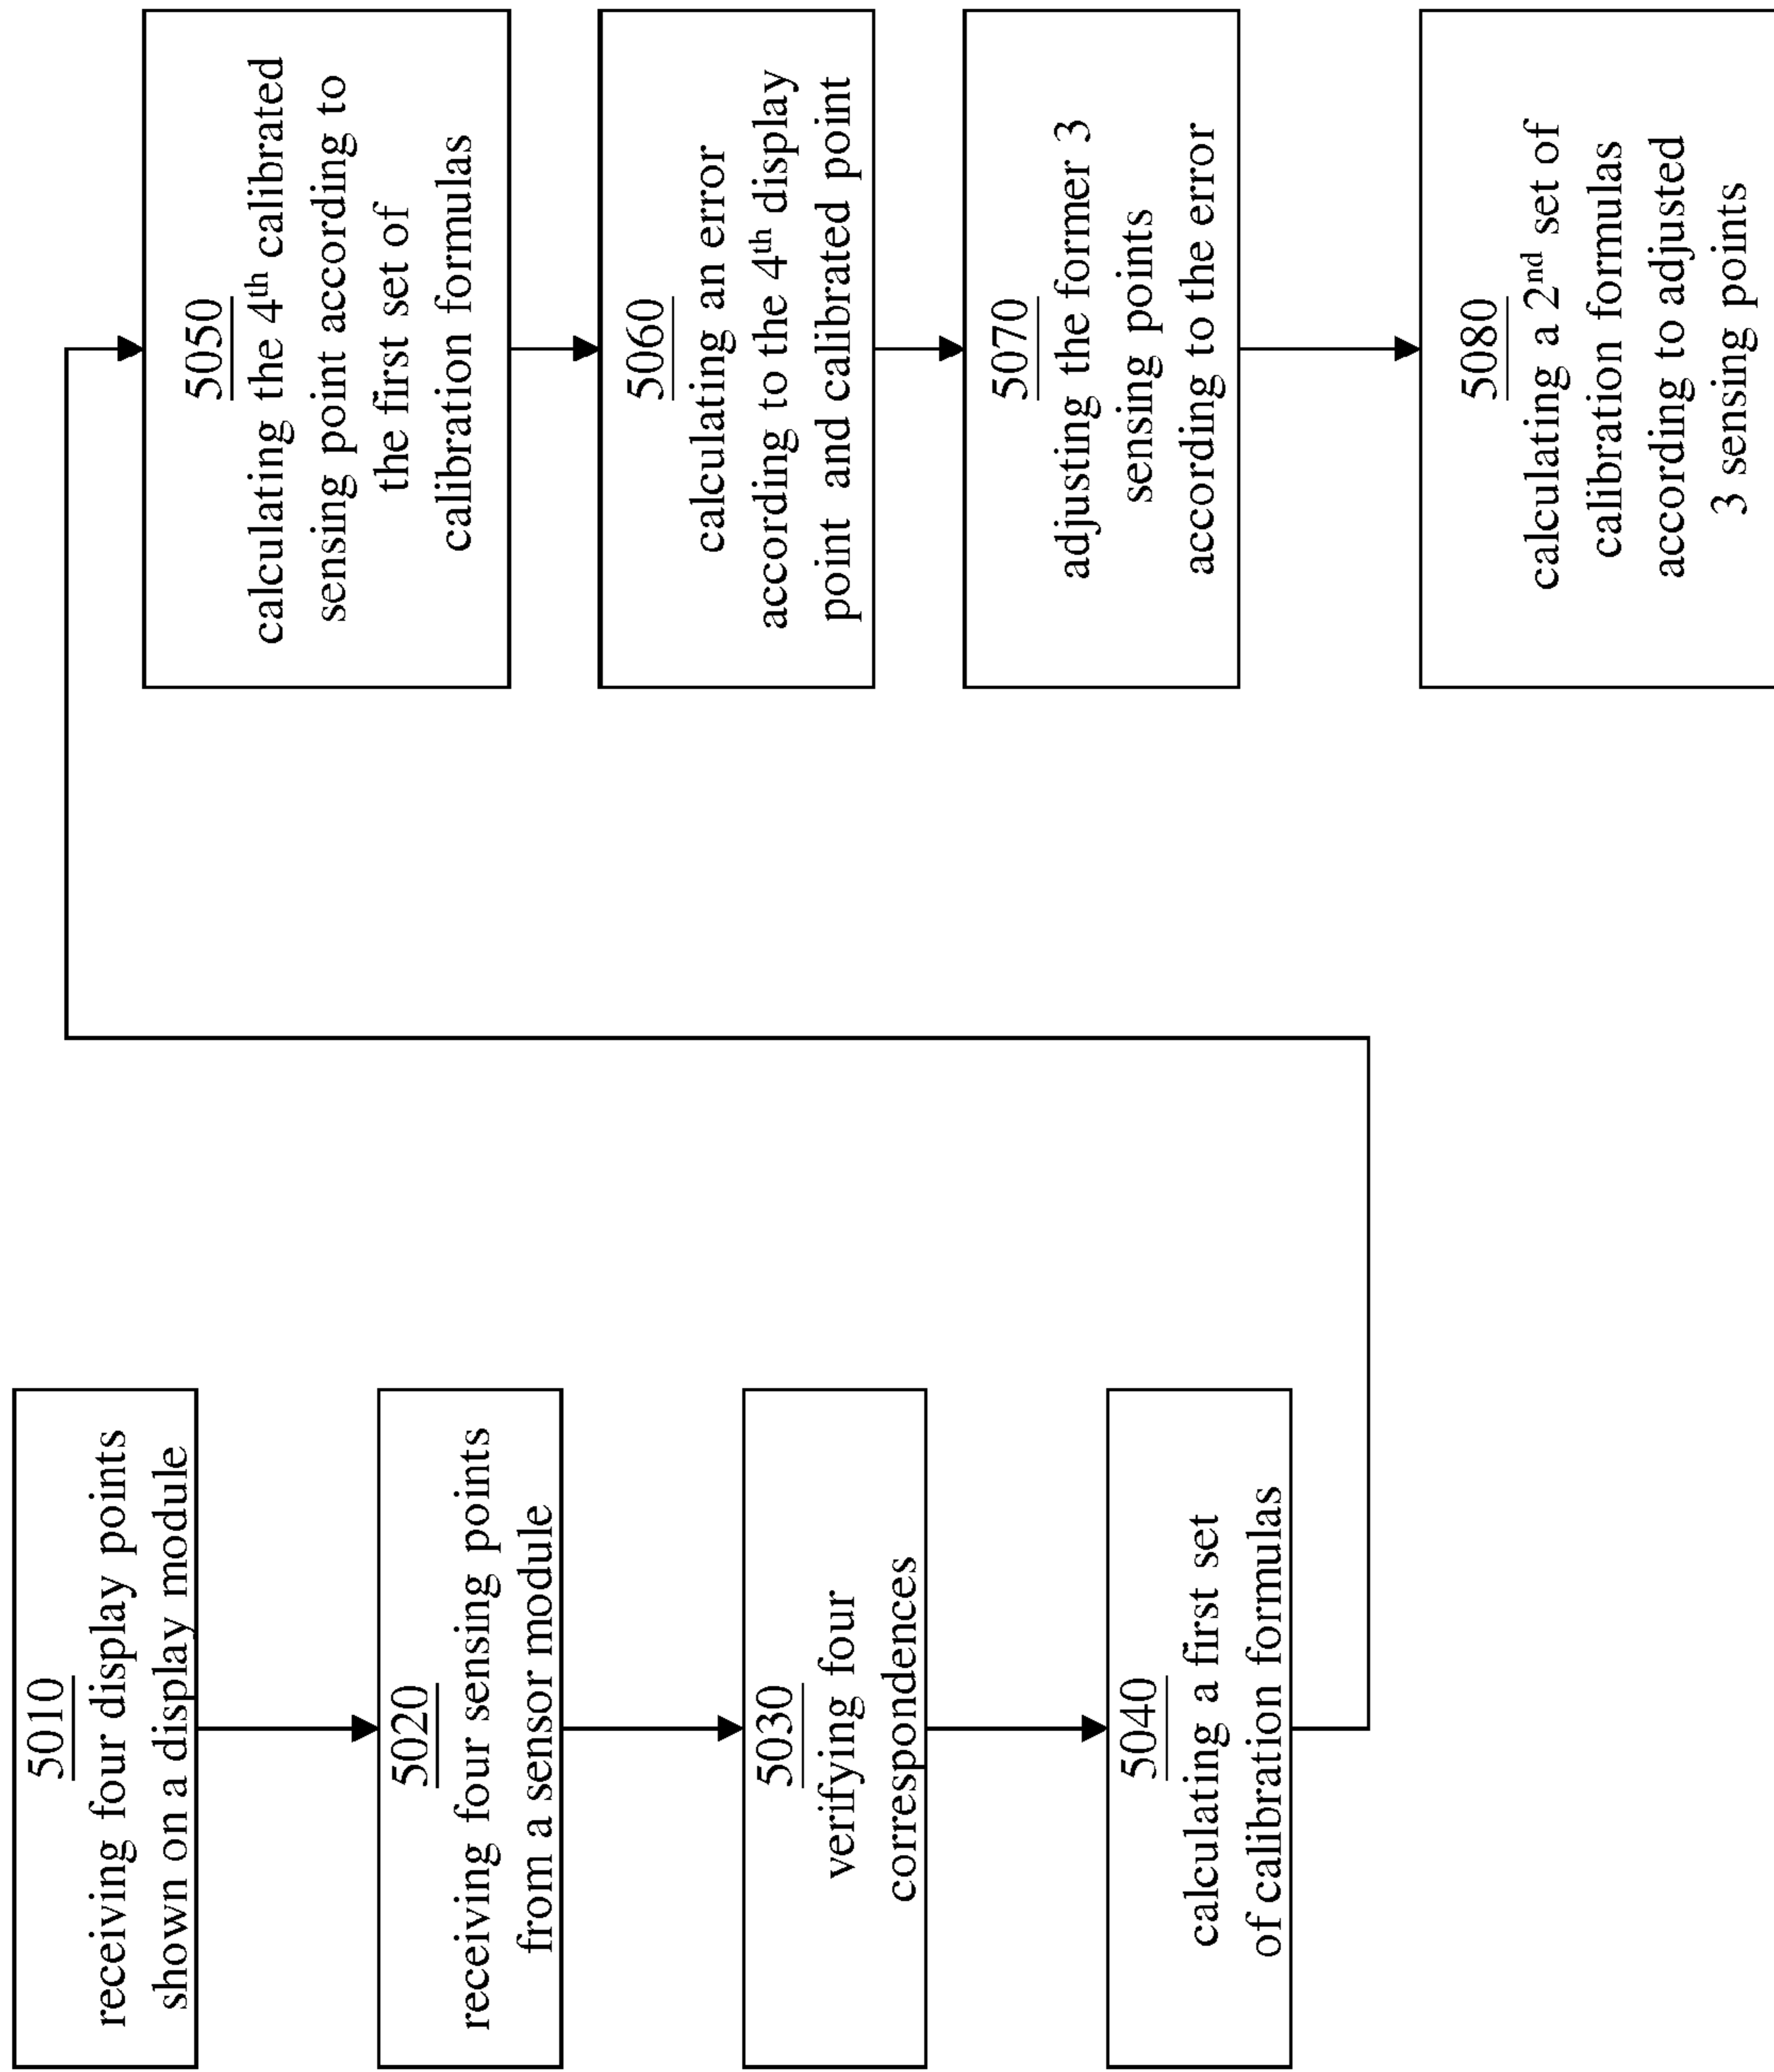 5010
receiving four display points
shown on a display module
5020
receiving four sensing points
from a sensor module
5030
verifying four
correspondences
5040
calculating a first set
of calibration formulas
5050
calculating the 4th calibrated
sensing point according to
the first set of
calibration formulas
5060
calculating an error
according to the 4th display
point and calibrated point
5070
adjusting the former 3
sensing points
according to the error
5080
calculating a 2nd set of
calibration formulas
according to adjusted
3 sensing points